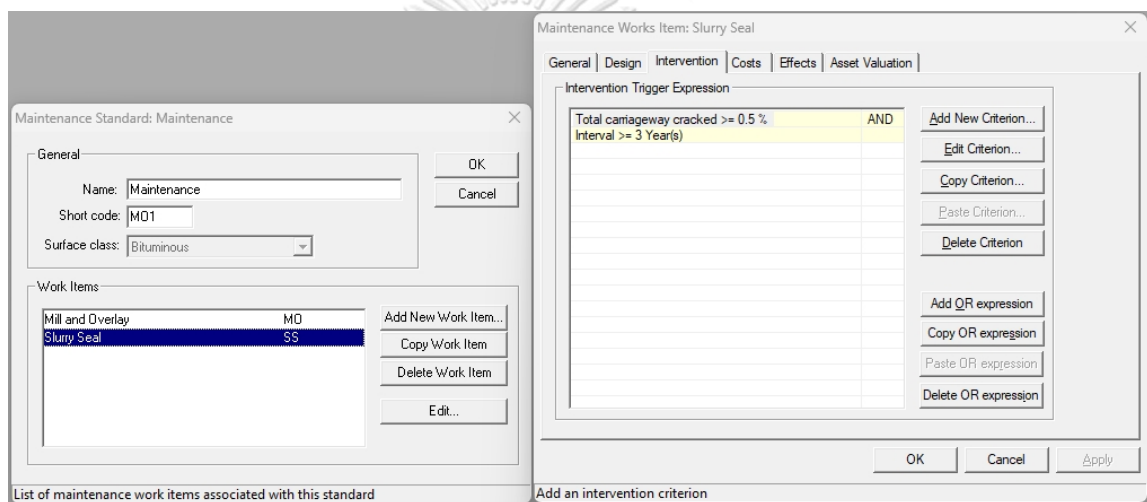 Maintenance Standard: Maintenance
General
Name: Maintenance
Short code: M01
Surface class: Bituminous
OK
Cancel
Work Items
Mill and Overlay MO
Slurry Seal SS
Add New Work Item...
Copy Work Item
Delete Work Item
Edit...
List of maintenance work items associated with this standard
Maintenance Works Item: Slurry Seal
General Design Intervention Costs Effects Asset Valuation
Intervention Trigger Expression
Total carriageway cracked >= 0.5 % AND
Interval >= 3 Year(s)
Add New Criterion...
Edit Criterion...
Copy Criterion...
Paste Criterion...
Delete Criterion
Add OR expression
Copy OR expression
Paste OR expression
Delete OR expression
OK Cancel Apply
Add an intervention criterion